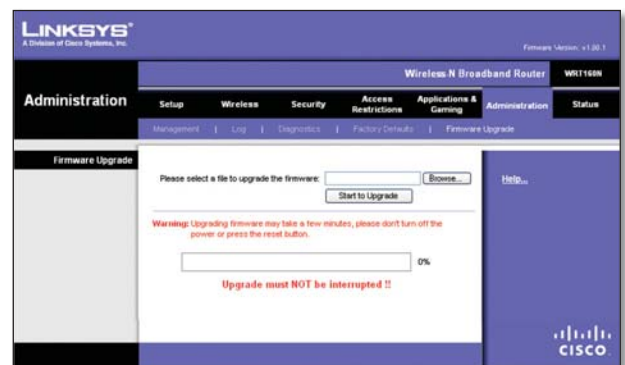 LINKSYS®
A Division of Cisco Systems, Inc.
Firmware Version: v1.00.1
Wireless-N Broadband Router
WRT160N
Administration
Setup
Wireless
Security
Access Restrictions
Applications & Gaming
Administration
Status
Management | Log | Diagnostics | Factory Defaults | Firmware Upgrade
Firmware Upgrade
Please select a file to upgrade the firmware:
Browse...
Start to Upgrade
Help...
Warning: Upgrading firmware may take a few minutes, please don't turn off the
power or press the reset button.
0%
Upgrade must NOT be interrupted !!
CISCO.